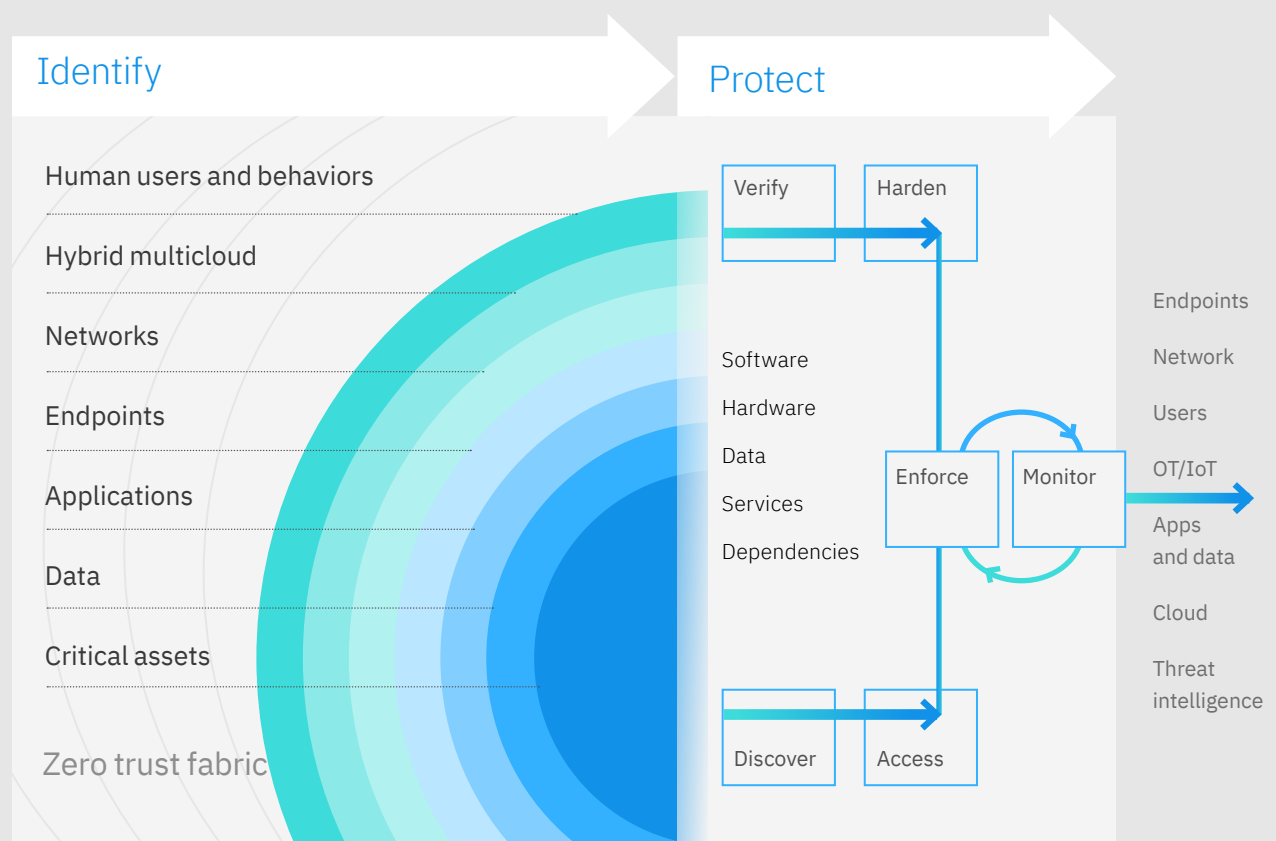 Identify
Protect
Human users and behaviors
Hybrid multicloud
Networks
Endpoints
Applications
Data
Critical assets
Zero trust fabric
Verify
Harden
Software
Hardware
Data
Services
Dependencies
Enforce
Monitor
Discover
Access
Endpoints
Network
Users
OT/IoT
Apps
and data
Cloud
Threat
intelligence